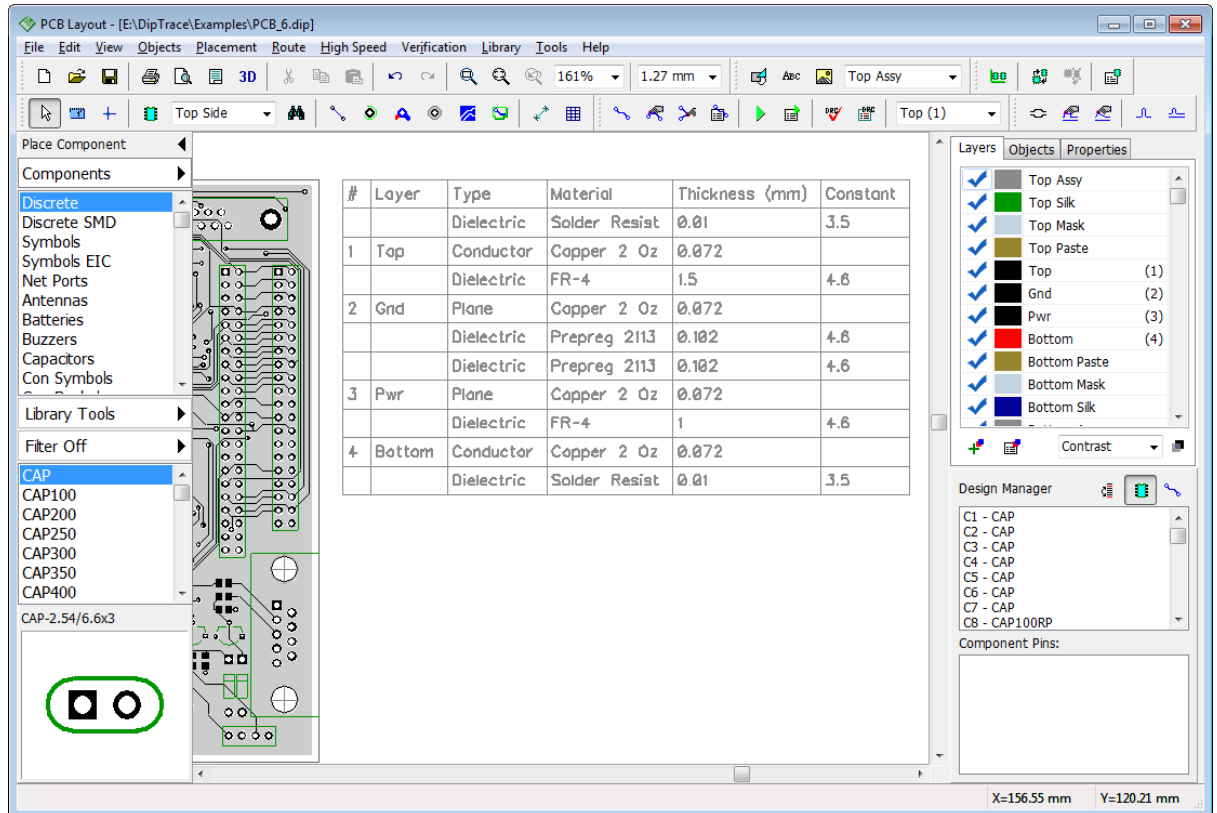 PCB Layout - [E:\DipTrace\Examples\PCB_6.dip]
File Edit View Objects Placement Route High Speed Verification Library Tools Help
3D 161% 1.27 mm ABC Top Assy
Top Side DRC DRC Top (1)
Place Component
Components
Discrete
Discrete SMD
Symbols
Symbols EIC
Net Ports
Antennas
Batteries
Buzzers
Capacitors
Con Symbols
Library Tools
Filter Off
CAP
CAP100
CAP200
CAP250
CAP300
CAP350
CAP400
CAP-2.54/6.6x3
# Layer Type Material Thickness (mm) Constant
Dielectric Solder Resist 0.01 3.5
1 Top Conductor Copper 2 Oz 0.072
Dielectric FR-4 1.5 4.6
2 Gnd Plane Copper 2 Oz 0.072
Dielectric Prepreg 2113 0.102 4.6
Dielectric Prepreg 2113 0.102 4.6
3 Pwr Plane Copper 2 Oz 0.072
Dielectric FR-4 1 4.6
4 Bottom Conductor Copper 2 Oz 0.072
Dielectric Solder Resist 0.01 3.5
Layers Objects Properties
Top Assy
Top Silk
Top Mask
Top Paste
Top (1)
Gnd (2)
Pwr (3)
Bottom (4)
Bottom Paste
Bottom Mask
Bottom Silk
Contrast
Design Manager
C1 - CAP
C2 - CAP
C3 - CAP
C4 - CAP
C5 - CAP
C6 - CAP
C7 - CAP
C8 - CAP100RP
Component Pins:
X=156.55 mm Y=120.21 mm